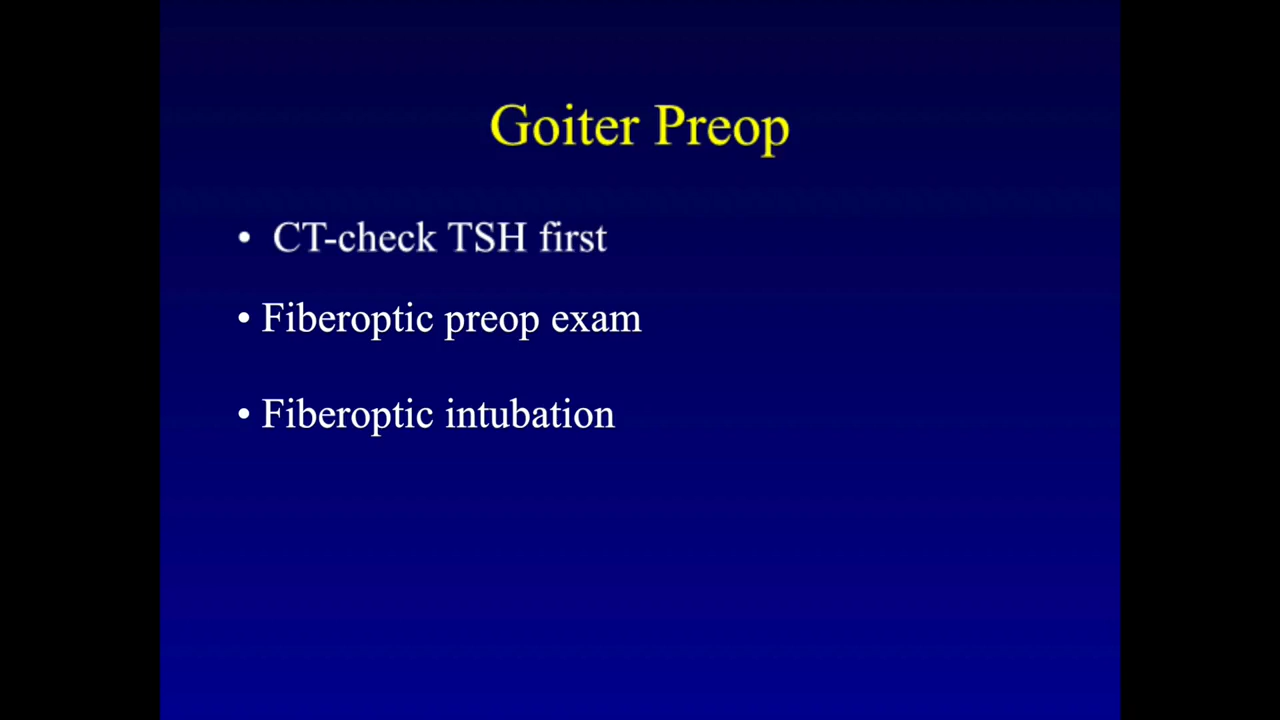 Goiter Preop
• CT-check TSH first
• Fiberoptic preop exam
• Fiberoptic intubation